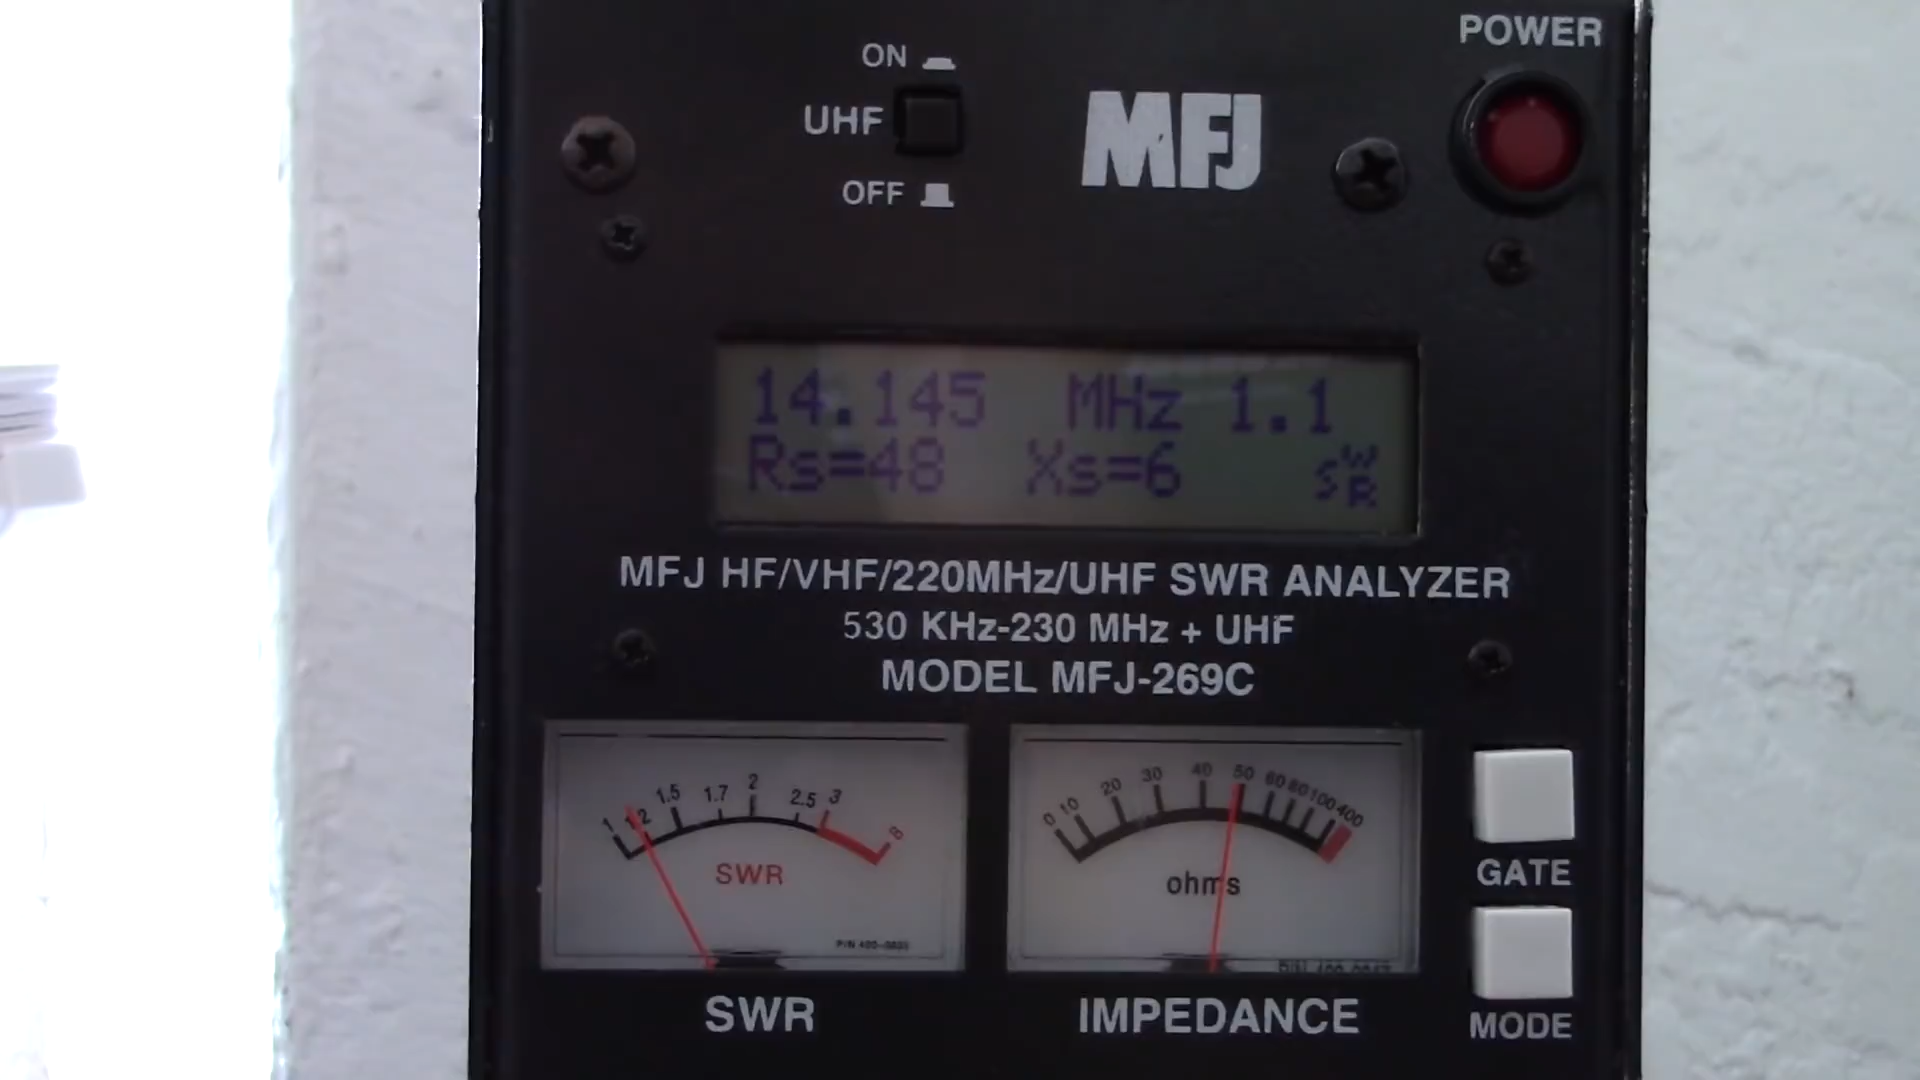 POWER
ON
UHF
MFJ
OFF
14.145 MHz 1.1
Rs=48 Xs=6 SWR
MFJ HF/VHF/220MHz/UHF SWR ANALYZER
530 KHz-230 MHz + UHF
MODEL MFJ-269C
1 1.2 1.5 1.7 2 2.5 3 8
SWR
0 10 20 30 40 50 60 80 100 400
ohms
GATE
SWR
IMPEDANCE
MODE